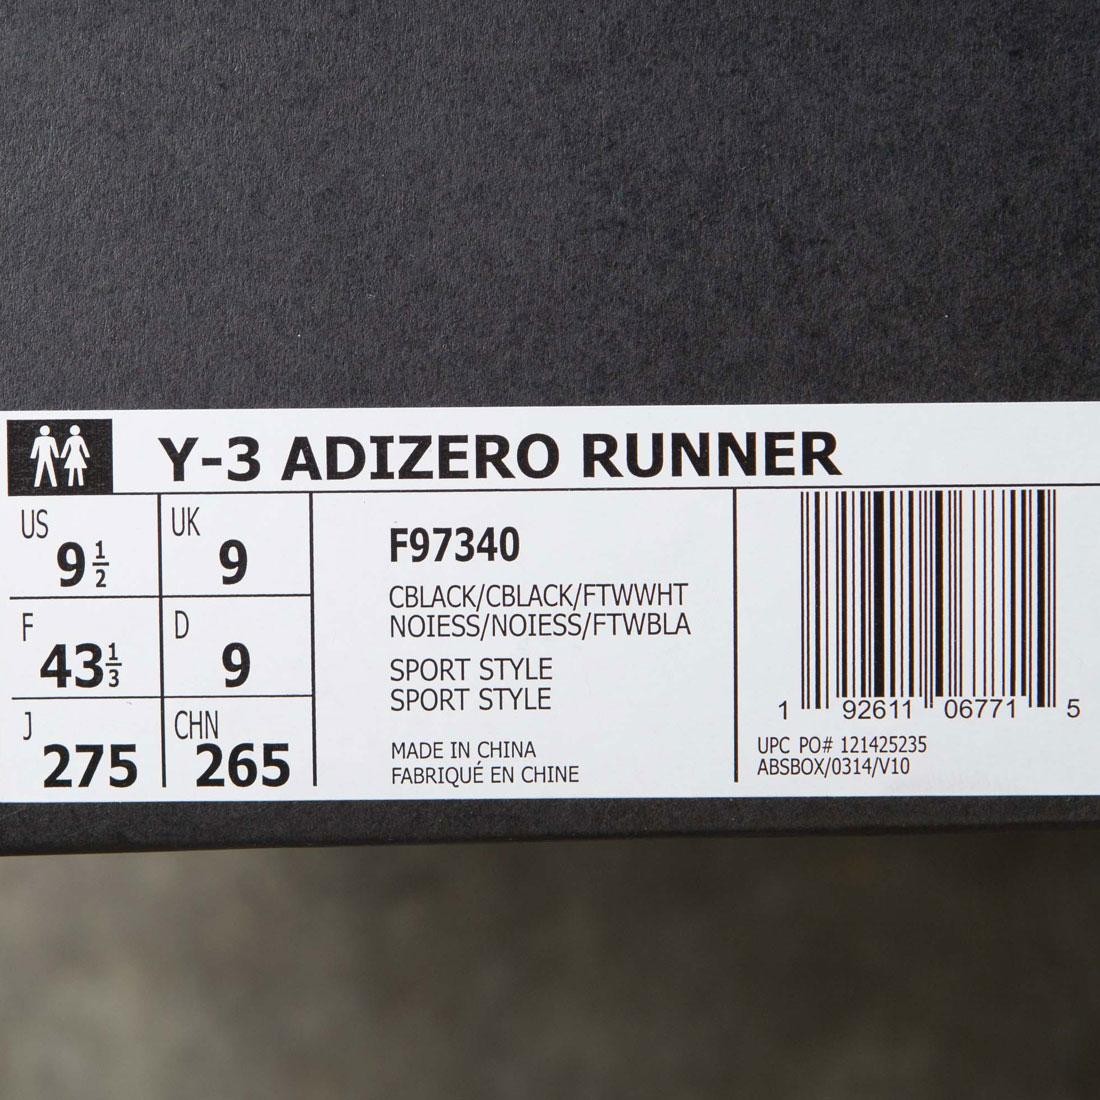 Y-3 ADIZERO RUNNER
US 9 1/2
UK 9
F 43 1/3
D 9
J 275
CHN 265
F97340
CBLACK/CBLACK/FTWWHT
NOIESS/NOIESS/FTWBLA
SPORT STYLE
SPORT STYLE
MADE IN CHINA
FABRIQUÉ EN CHINE
1 92611 06771 5
UPC PO# 121425235
ABSBOX/0314/V10